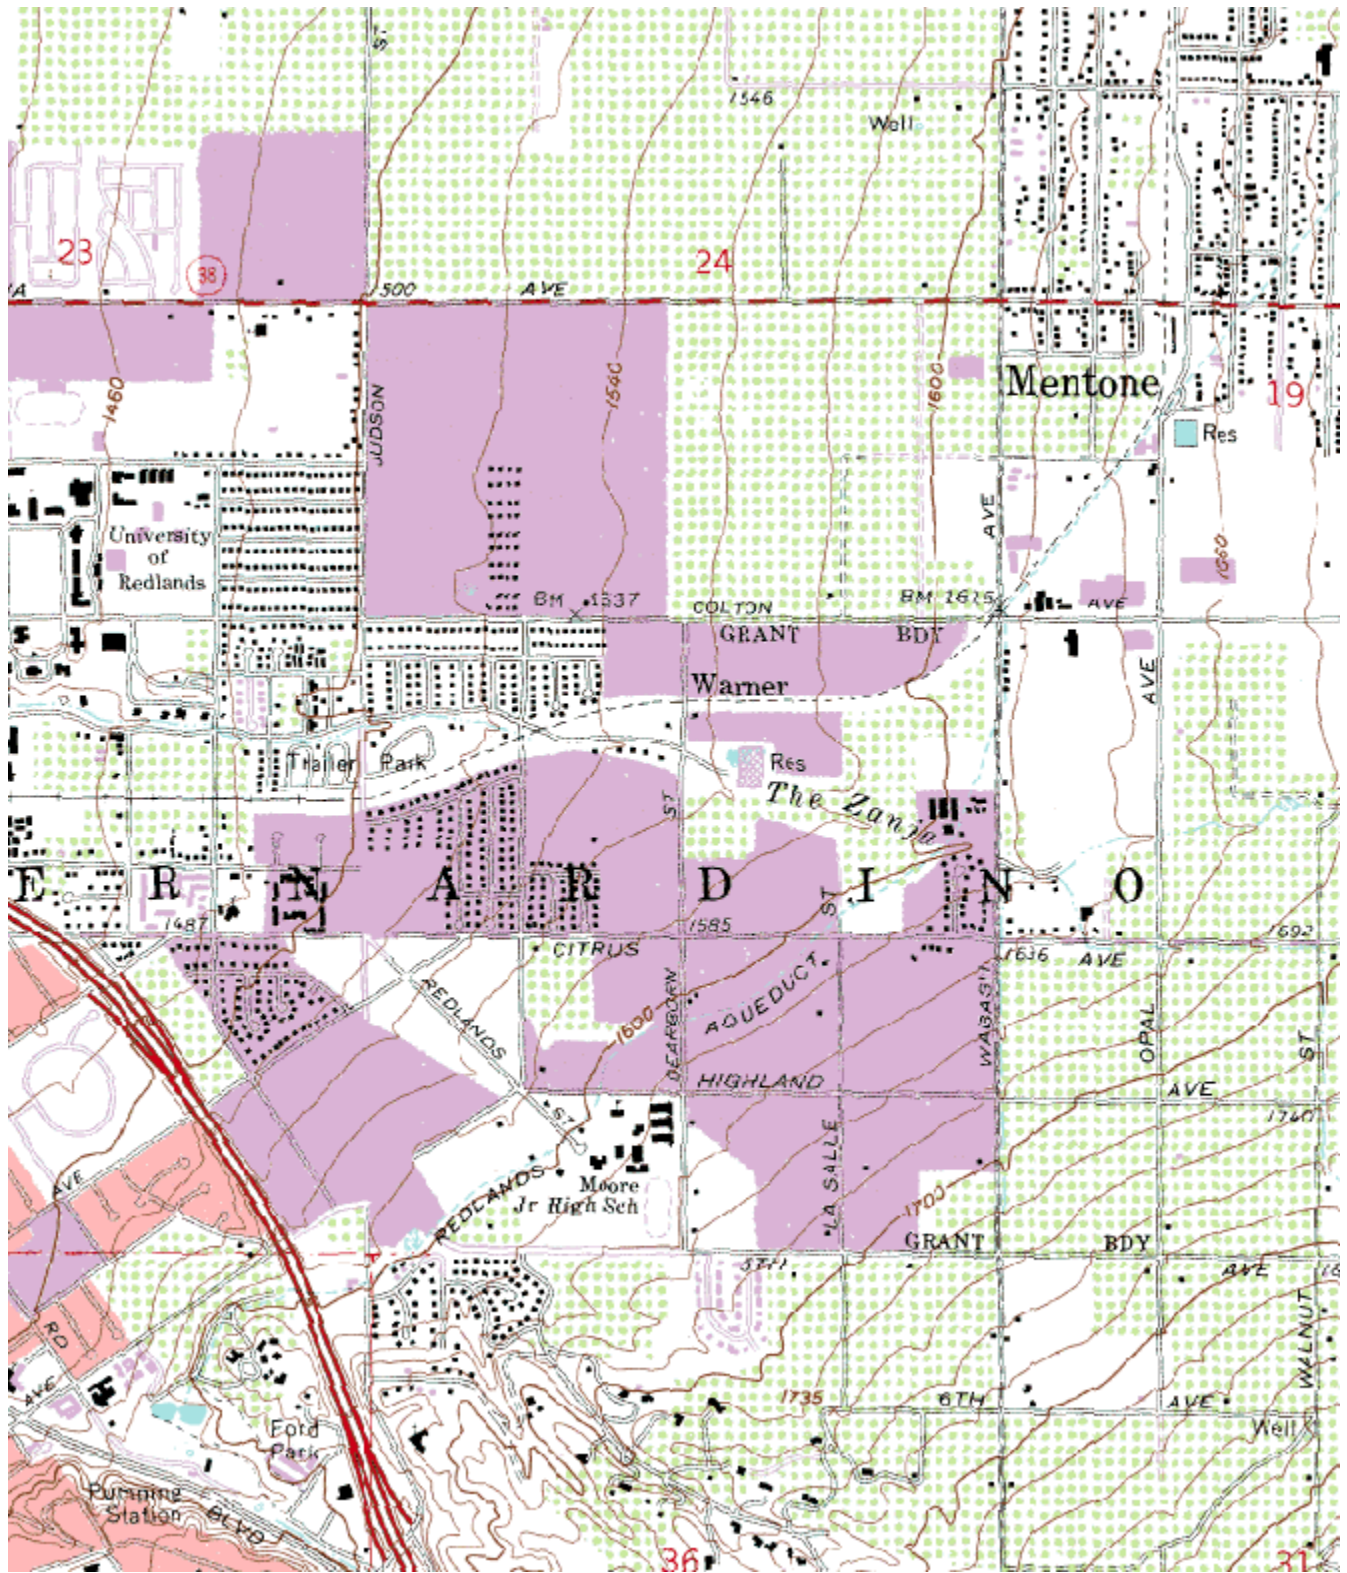 ST
1546
Well
23
38
24
A
500
AVE
1460
JUDSON
1540
1600
Mentone
19
Res
AVE
1660
University
of
Redlands
BM 1537
COLTON
BM 1615
AVE
GRANT
BDY
AVE
Warner
Trailer Park
Res
ST
The Zanja
E R N A R D I N O
ST
1487
1585
CITRUS
1636
AVE
1692
REDLANDS
1600
DEARBORN
AQUEDUCT
WABASH
OPAL
ST
HIGHLAND
AVE
1740
ST
LA SALLE
AVE
Moore
Jr High Sch
REDLANDS
1700
GRANT
BDY
5TH
AVE
RD
WALNUT
AVE
1735
6TH
AVE
Well
Ford
Park
Pumping
Station
BLVD
36
31